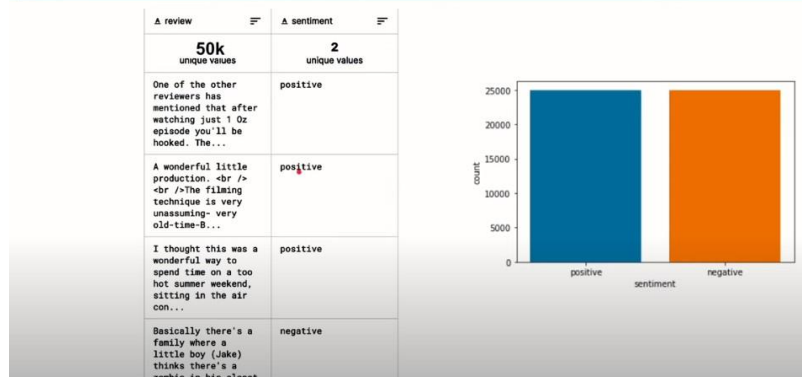 review
sentiment
50k
unique values
2
unique values
One of the other
reviewers has
mentioned that after
watching just 1 Oz
episode you'll be
hooked. The...
positive
A wonderful little
production. <br />
<br />The filming
technique is very
unassuming- very
old-time-B...
positive
I thought this was a
wonderful way to
spend time on a too
hot summer weekend,
sitting in the air
con...
positive
Basically there's a
family where a
little boy (Jake)
thinks there's a
negative
25000
20000
15000
10000
5000
0
count
positive
negative
sentiment